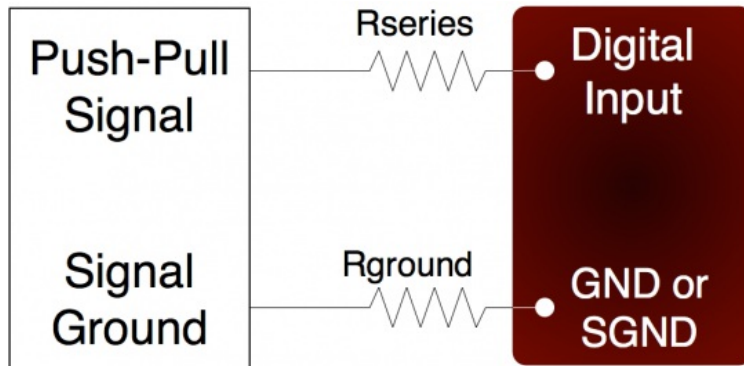 Rseries
Push-Pull
Signal
Digital
Input
Rground
Signal
Ground
GND or
SGND